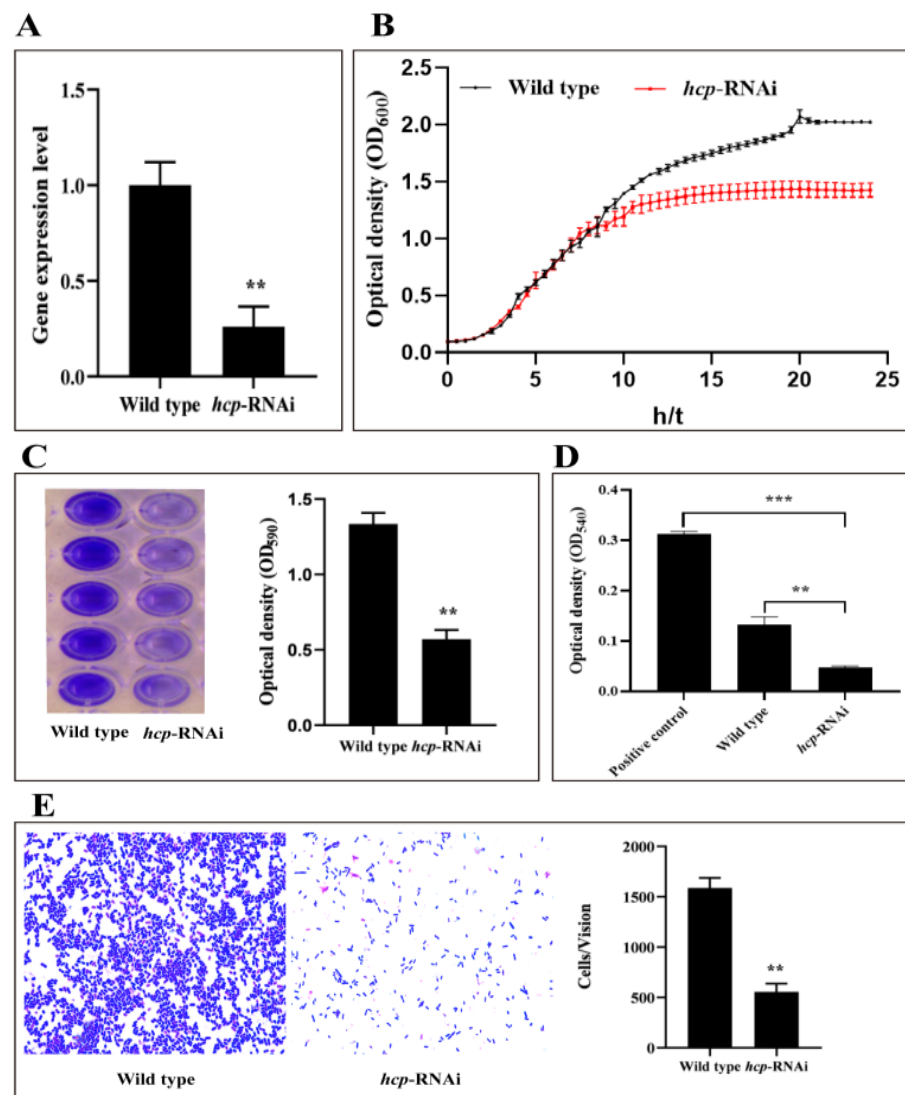 A
Gene expression level
1.5
1.0
0.5
0.0
**
Wild type hcp-RNAi
B
Wild type hcp-RNAi
Optical density (OD600)
2.5
2.0
1.5
1.0
0.5
0.0
0 5 10 15 20 25
h/t
C
Wild type hcp-RNAi
Optical density (OD590)
1.5
1.0
0.5
0.0
**
Wild type hcp-RNAi
D
Optical density (OD540)
0.4
0.3
0.2
0.1
0.0
***
**
Positive control
Wild type
hcp-RNAi
E
Wild type
hcp-RNAi
Cells/Vision
2000
1500
1000
500
0
**
Wild type hcp-RNAi